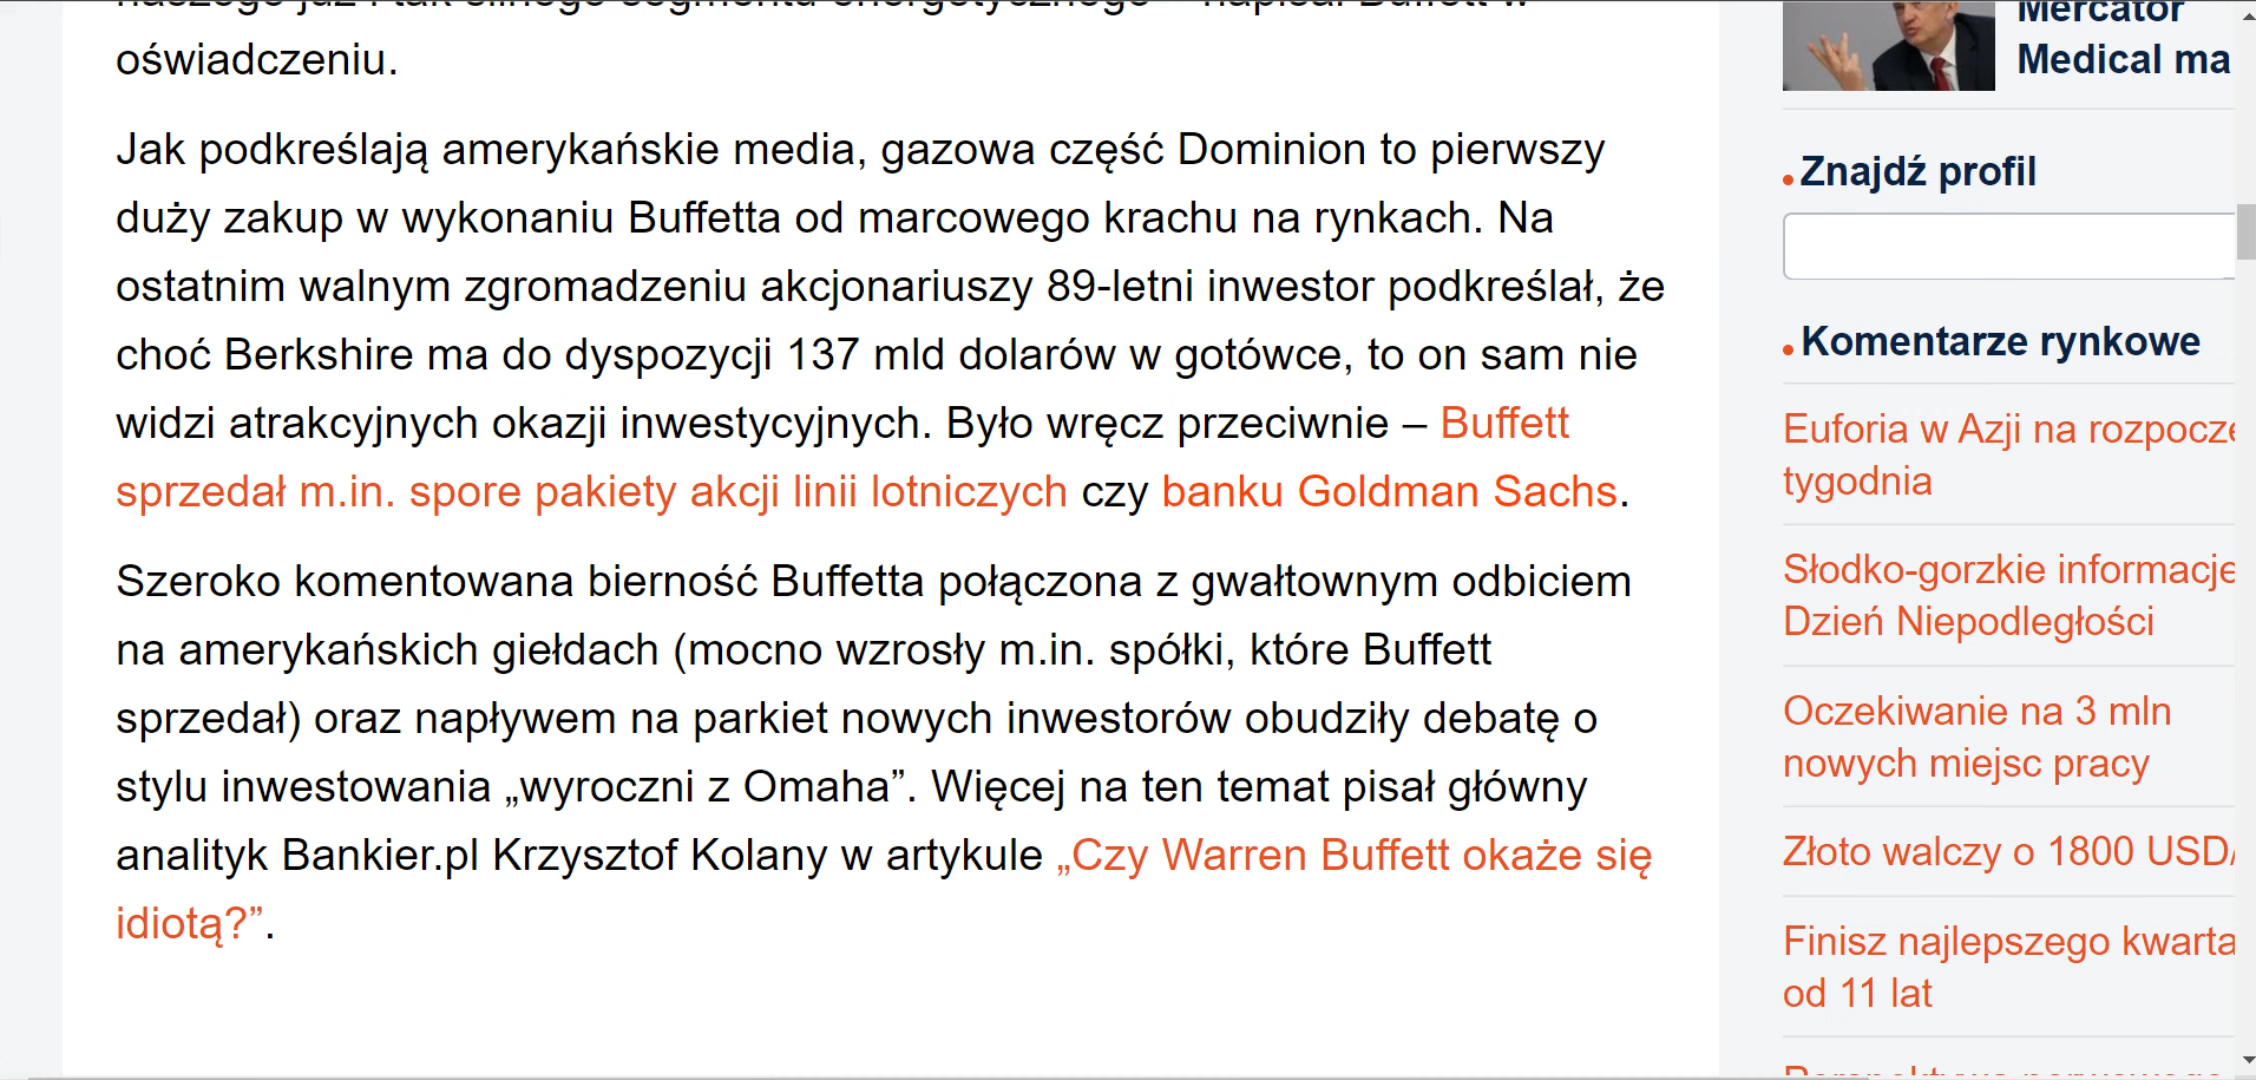 oświadczeniu.
Jak podkreślają amerykańskie media, gazowa część Dominion to pierwszy
duży zakup w wykonaniu Buffetta od marcowego krachu na rynkach. Na
ostatnim walnym zgromadzeniu akcjonariuszy 89-letni inwestor podkreślał, że
choć Berkshire ma do dyspozycji 137 mld dolarów w gotówce, to on sam nie
widzi atrakcyjnych okazji inwestycyjnych. Było wręcz przeciwnie – Buffett
sprzedał m.in. spore pakiety akcji linii lotniczych czy banku Goldman Sachs.
Szeroko komentowana bierność Buffetta połączona z gwałtownym odbiciem
na amerykańskich giełdach (mocno wzrosły m.in. spółki, które Buffett
sprzedał) oraz napływem na parkiet nowych inwestorów obudziły debatę o
stylu inwestowania „wyroczni z Omaha”. Więcej na ten temat pisał główny
analityk Bankier.pl Krzysztof Kolany w artykule „Czy Warren Buffett okaże się
idiotą?”.
Mercator
Medical ma
Znajdź profil
Komentarze rynkowe
Euforia w Azji na rozpocze
tygodnia
Słodko-gorzkie informacje
Dzień Niepodległości
Oczekiwanie na 3 mln
nowych miejsc pracy
Złoto walczy o 1800 USD/
Finisz najlepszego kwarta
od 11 lat